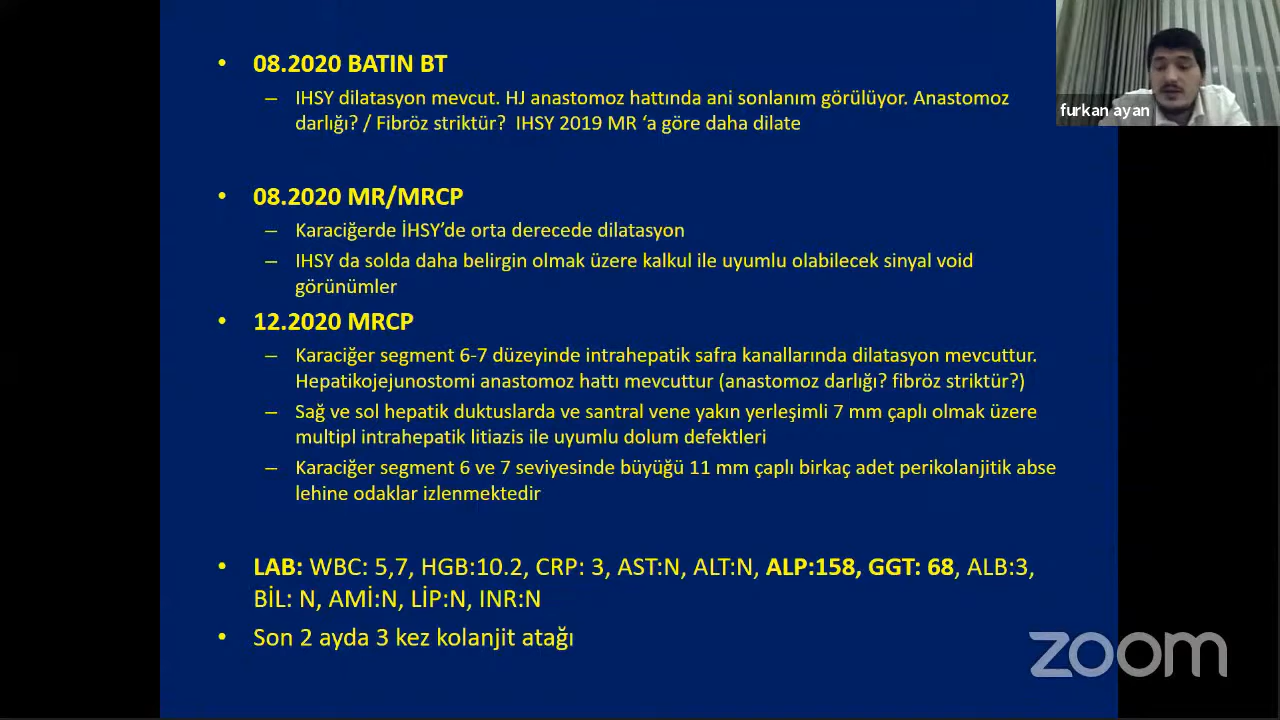 • 08.2020 BATIN BT
– IHSY dilatasyon mevcut. HJ anastomoz hattında ani sonlanım görülüyor. Anastomoz
darlığı? / Fibröz striktür?  IHSY 2019 MR ‘a göre daha dilate
furkan ayan
• 08.2020 MR/MRCP
– Karaciğerde İHSY’de orta derecede dilatasyon
– IHSY da solda daha belirgin olmak üzere kalkul ile uyumlu olabilecek sinyal void
görünümler
• 12.2020 MRCP
– Karaciğer segment 6-7 düzeyinde intrahepatik safra kanallarında dilatasyon mevcuttur.
Hepatikojejunostomi anastomoz hattı mevcuttur (anastomoz darlığı? fibröz striktür?)
– Sağ ve sol hepatik duktuslarda ve santral vene yakın yerleşimli 7 mm çaplı olmak üzere
multipl intrahepatik litiazis ile uyumlu dolum defektleri
– Karaciğer segment 6 ve 7 seviyesinde büyüğü 11 mm çaplı birkaç adet perikolanjitik abse
lehine odaklar izlenmektedir
• LAB: WBC: 5,7, HGB:10.2, CRP: 3, AST:N, ALT:N, ALP:158, GGT: 68, ALB:3,
BİL: N, AMİ:N, LİP:N, INR:N
• Son 2 ayda 3 kez kolanjit atağı
zoom